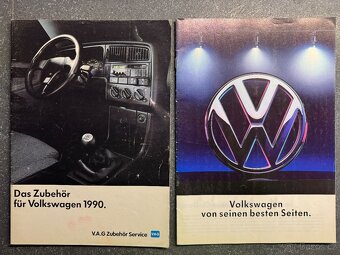 Das Zubehör
für Volkswagen 1990.
V.A.G Zubehör Service
Volkswagen
von seinen besten Seiten.